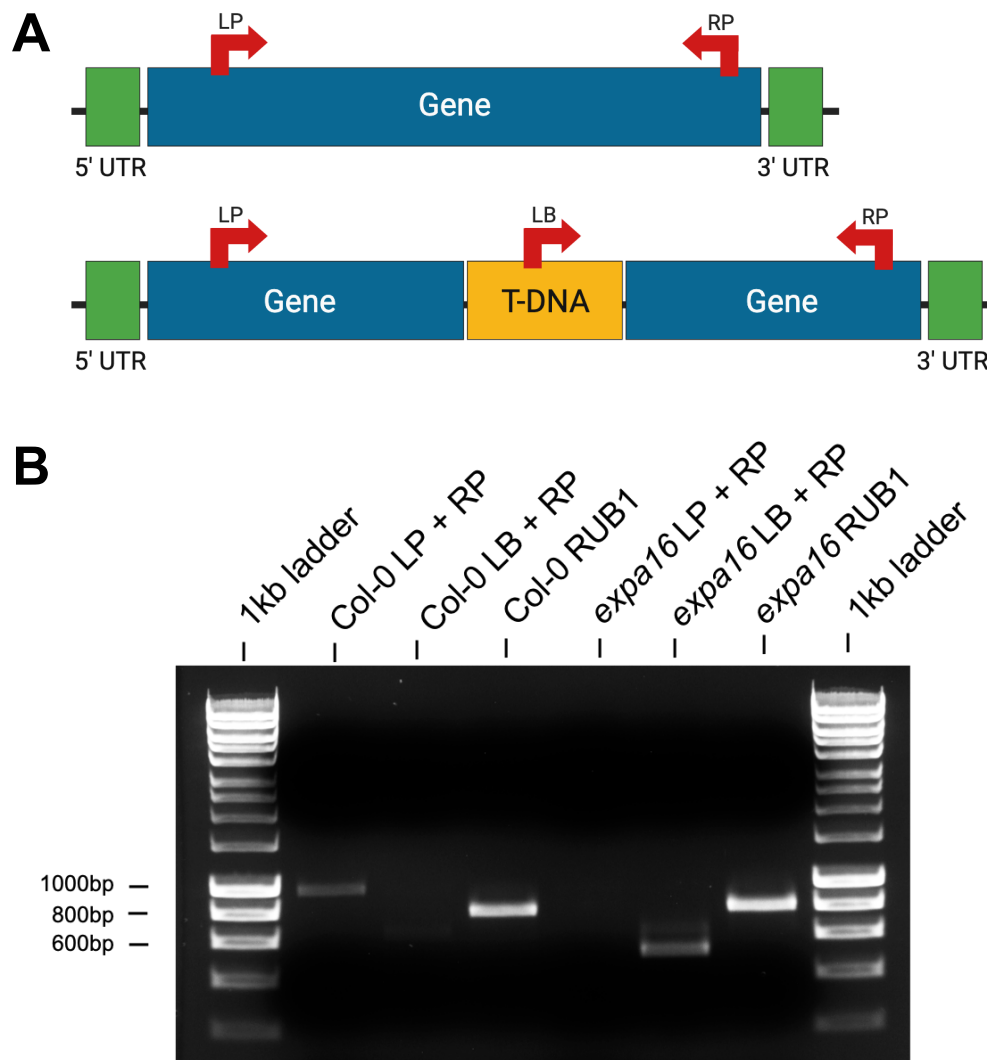 A
LP
RP
Gene
5' UTR
3' UTR
LP
LB
RP
Gene
T-DNA
Gene
5' UTR
3' UTR
B
1kb ladder
Col-0 LP + RP
Col-0 LB + RP
Col-0 RUB1
expa16 LP + RP
expa16 LB + RP
expa16 RUB1
1kb ladder
1000bp
800bp
600bp